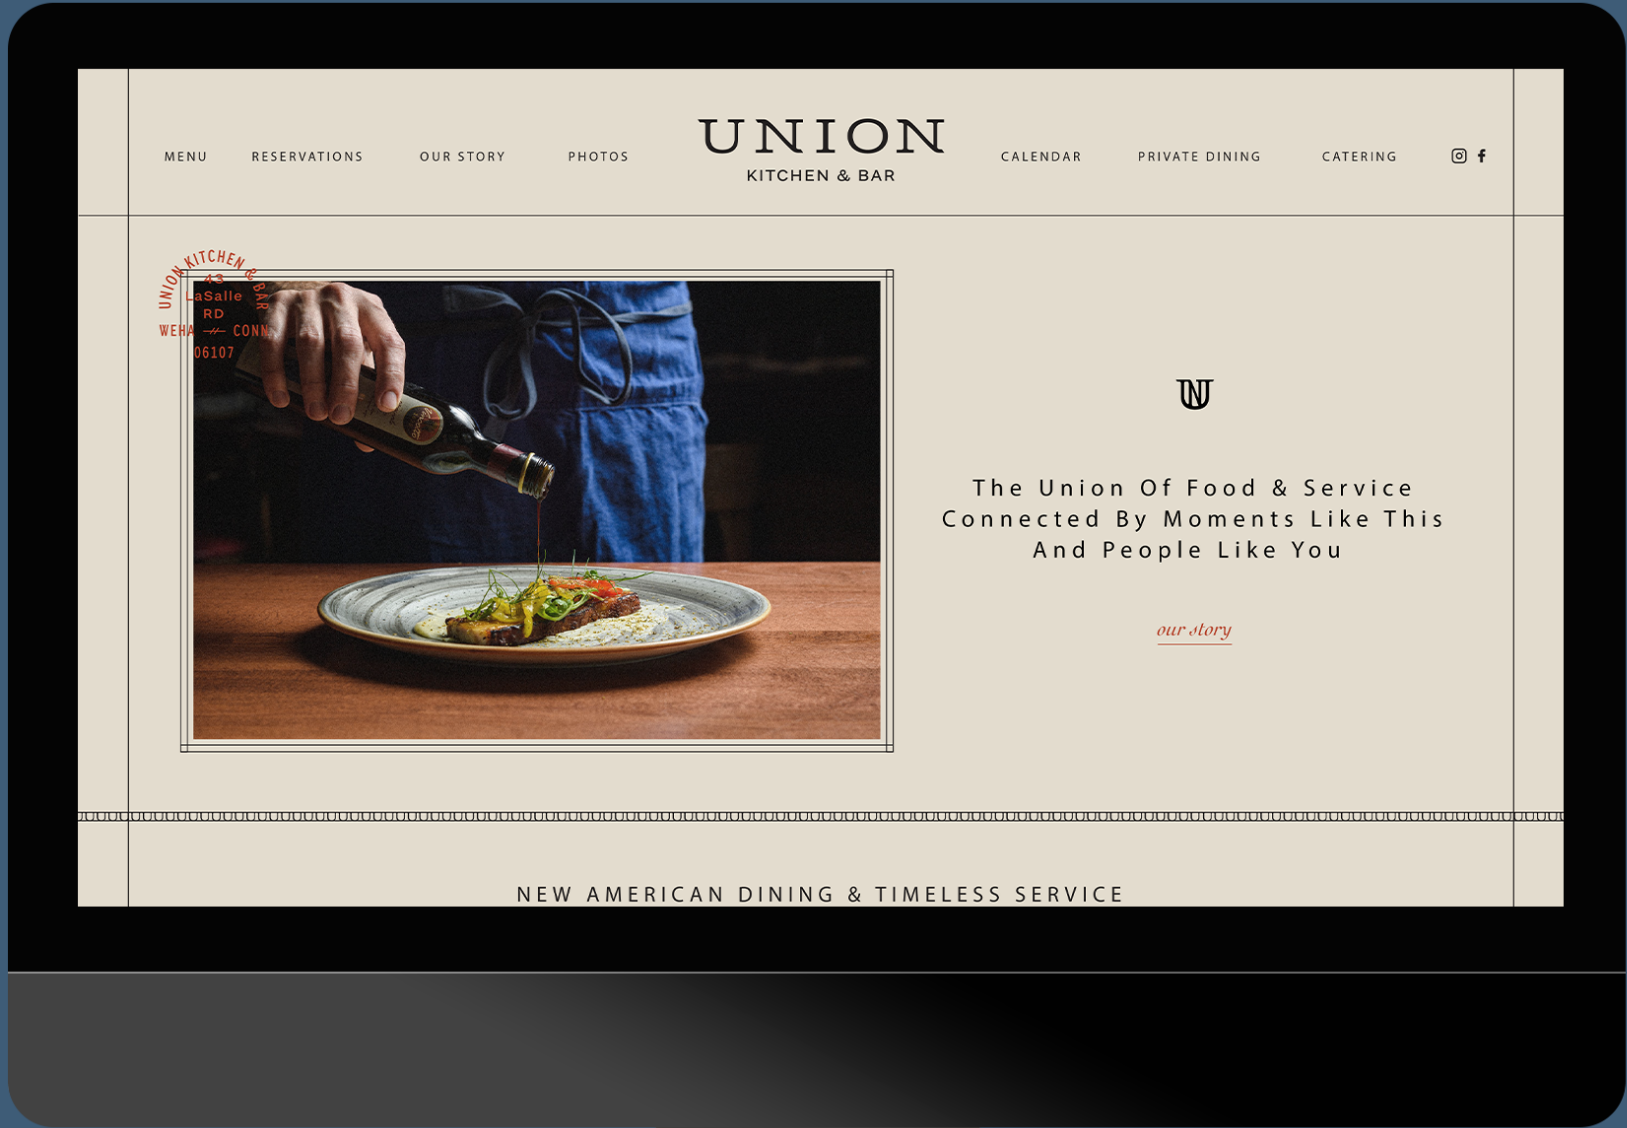 UNION
KITCHEN & BAR
MENU
RESERVATIONS
OUR STORY
PHOTOS
CALENDAR
PRIVATE DINING
CATERING
UNION KITCHEN & BAR
43
LaSalle
RD
WEHA CONN
06107
UN
The Union Of Food & Service
Connected By Moments Like This
And People Like You
our story
NEW AMERICAN DINING & TIMELESS SERVICE